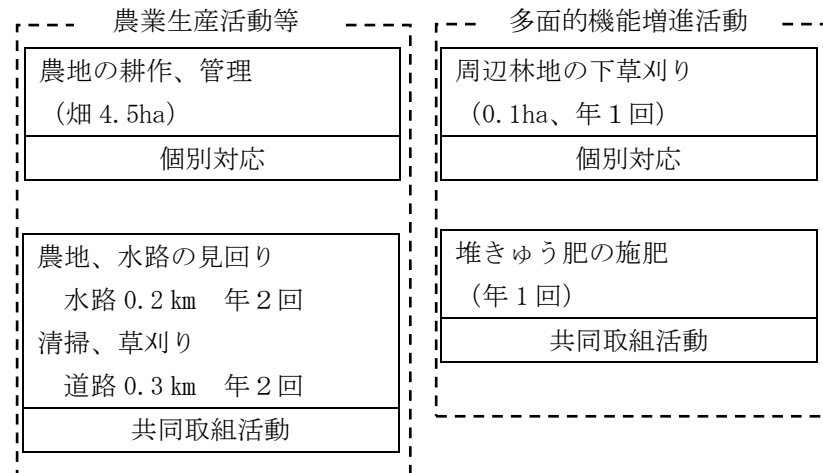 農業生産活動等
農地の耕作、管理
（畑 4.5ha）
個別対応
農地、水路の見回り
水路 0.2 ㎞　年２回
清掃、草刈り
道路 0.3 ㎞　年２回
共同取組活動
多面的機能増進活動
周辺林地の下草刈り
（0.1ha、年１回）
個別対応
堆きゅう肥の施肥
（年１回）
共同取組活動